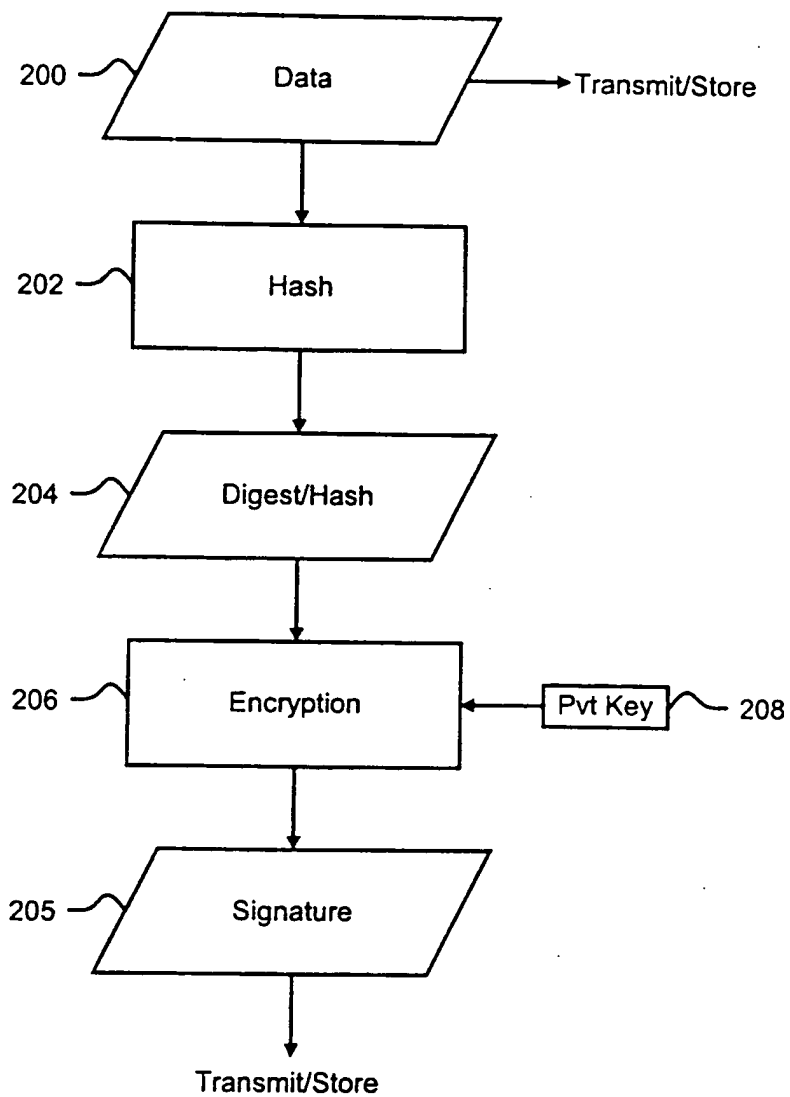 200
Data
Transmit/Store
202
Hash
204
Digest/Hash
206
Encryption
Pvt Key
208
205
Signature
Transmit/Store